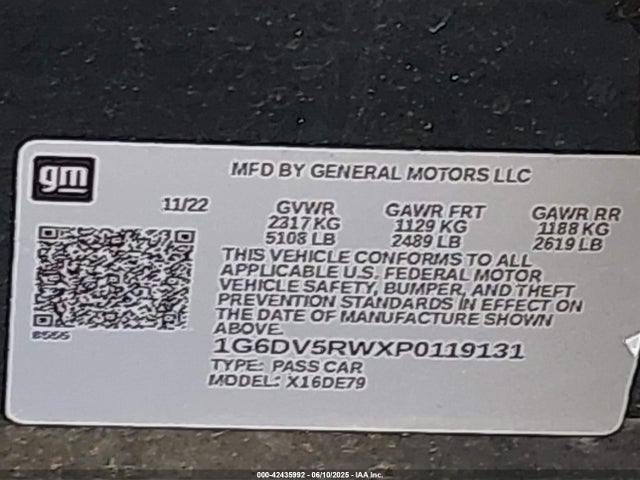 gm
MFD BY GENERAL MOTORS LLC
11/22 GVWR GAWR FRT GAWR RR
2317 KG 1129 KG 1188 KG
5108 LB 2489 LB 2619 LB
THIS VEHICLE CONFORMS TO ALL
APPLICABLE U.S. FEDERAL MOTOR
VEHICLE SAFETY, BUMPER, AND THEFT
PREVENTION STANDARDS IN EFFECT ON
THE DATE OF MANUFACTURE SHOWN
ABOVE.
1G6DV5RWXP0119131
TYPE: PASS CAR
MODEL: X16DE79
000-42435992 - 06/10/2025 - IAA Inc.